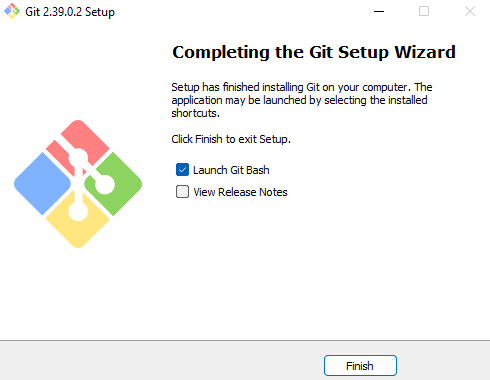 Git 2.39.0.2 Setup
Completing the Git Setup Wizard
Setup has finished installing Git on your computer. The
application may be launched by selecting the installed
shortcuts.
Click Finish to exit Setup.
Launch Git Bash
View Release Notes
Finish